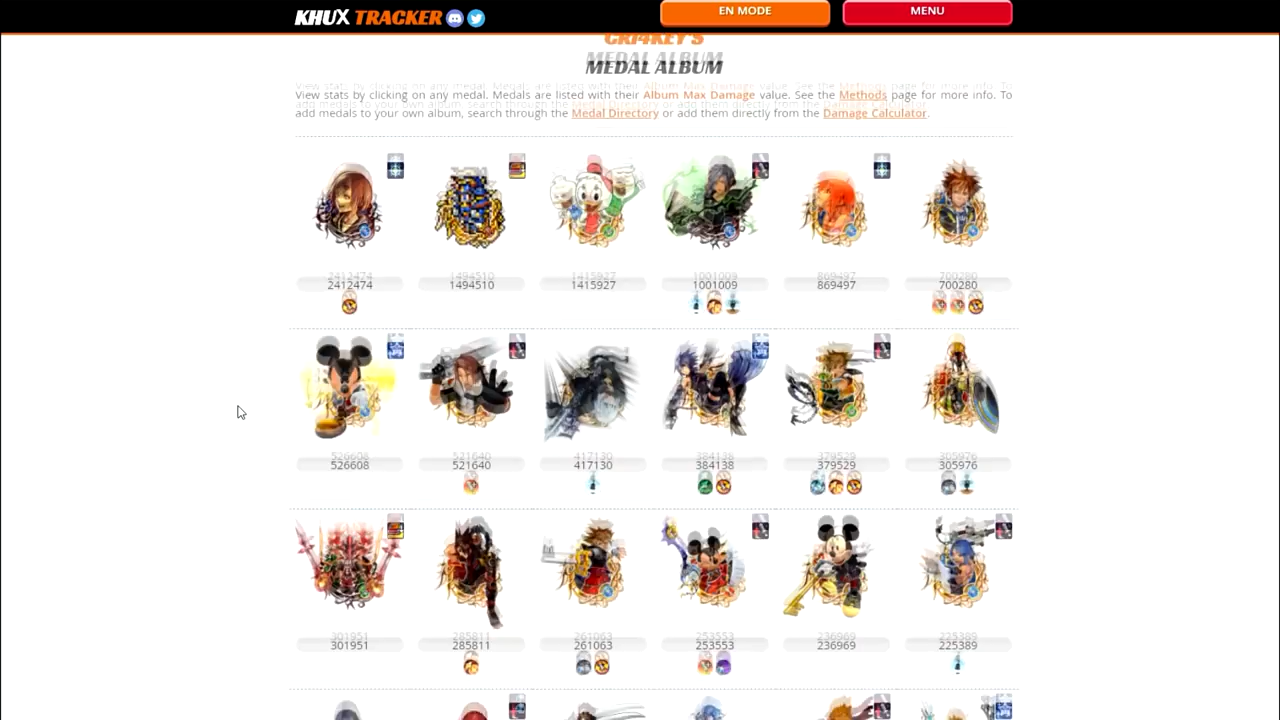 KHUX TRACKER
EN MODE
MENU
CRI4KEY'S
MEDAL ALBUM
View stats by clicking on any medal. Medals are listed with their Album Max Damage value. See the Methods page for more info. To
add medals to your own album, search through the Medal Directory or add them directly from the Damage Calculator.
2412474
1494510
1415927
1001009
869497
700280
526608
521640
417130
384138
379529
305976
301951
285811
261063
253553
236969
225389